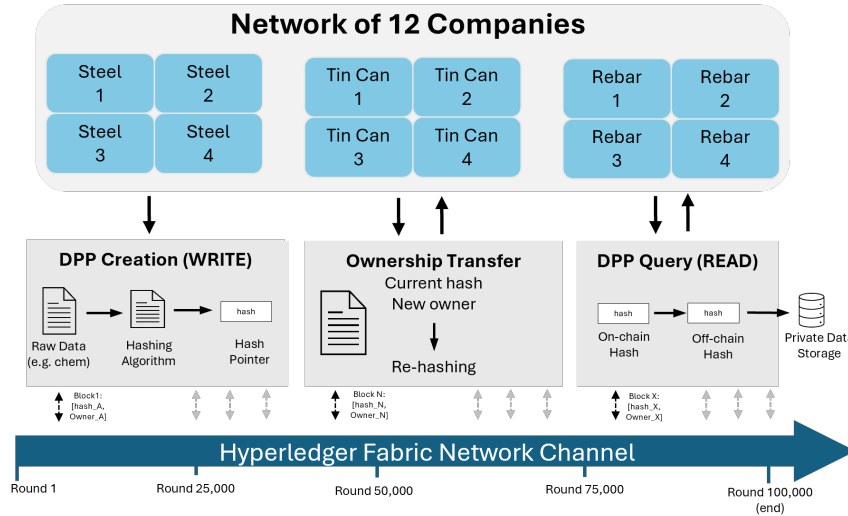 Network of 12 Companies
Steel
1
Steel
2
Steel
3
Steel
4
Tin Can
1
Tin Can
2
Tin Can
3
Tin Can
4
Rebar
1
Rebar
2
Rebar
3
Rebar
4
DPP Creation (WRITE)
Raw Data
(e.g. chem)
Hashing
Algorithm
hash
Hash
Pointer
Ownership Transfer
Current hash
New owner
Re-hashing
DPP Query (READ)
hash
On-chain
Hash
hash
Off-chain
Hash
Private Data
Storage
Block1:
[hash_A,
Owner_A]
Block N:
[hash_N,
Owner_N]
Block X:
[hash_X,
Owner_X]
Hyperledger Fabric Network Channel
Round 1
Round 25,000
Round 50,000
Round 75,000
Round 100,000
(end)